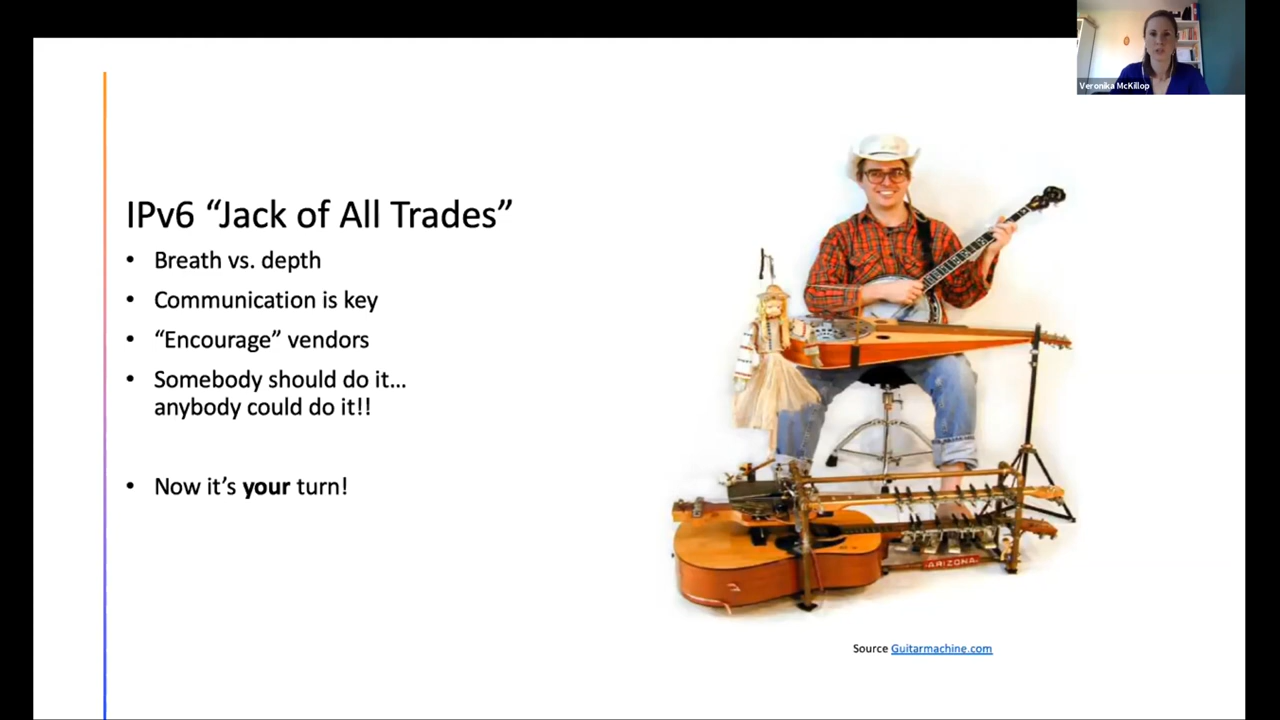 Veronika McKillop
IPv6 “Jack of All Trades”
• Breath vs. depth
• Communication is key
• “Encourage” vendors
• Somebody should do it...
anybody could do it!!
• Now it’s your turn!
ARIZONA
Source Guitarmachine.com